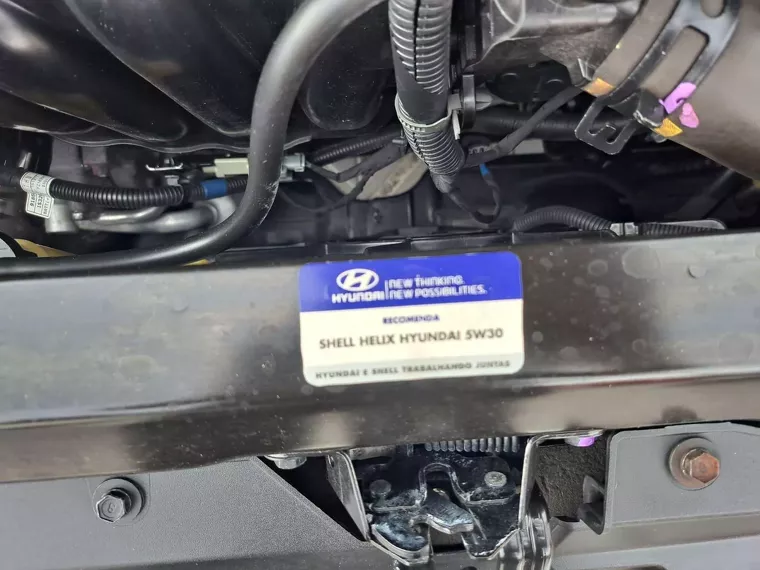 HYUNDAI
NEW THINKING.
NEW POSSIBILITIES.
RECOMENDA
SHELL HELIX HYUNDAI 5W30
HYUNDAI E SHELL TRABALHANDO JUNTAS